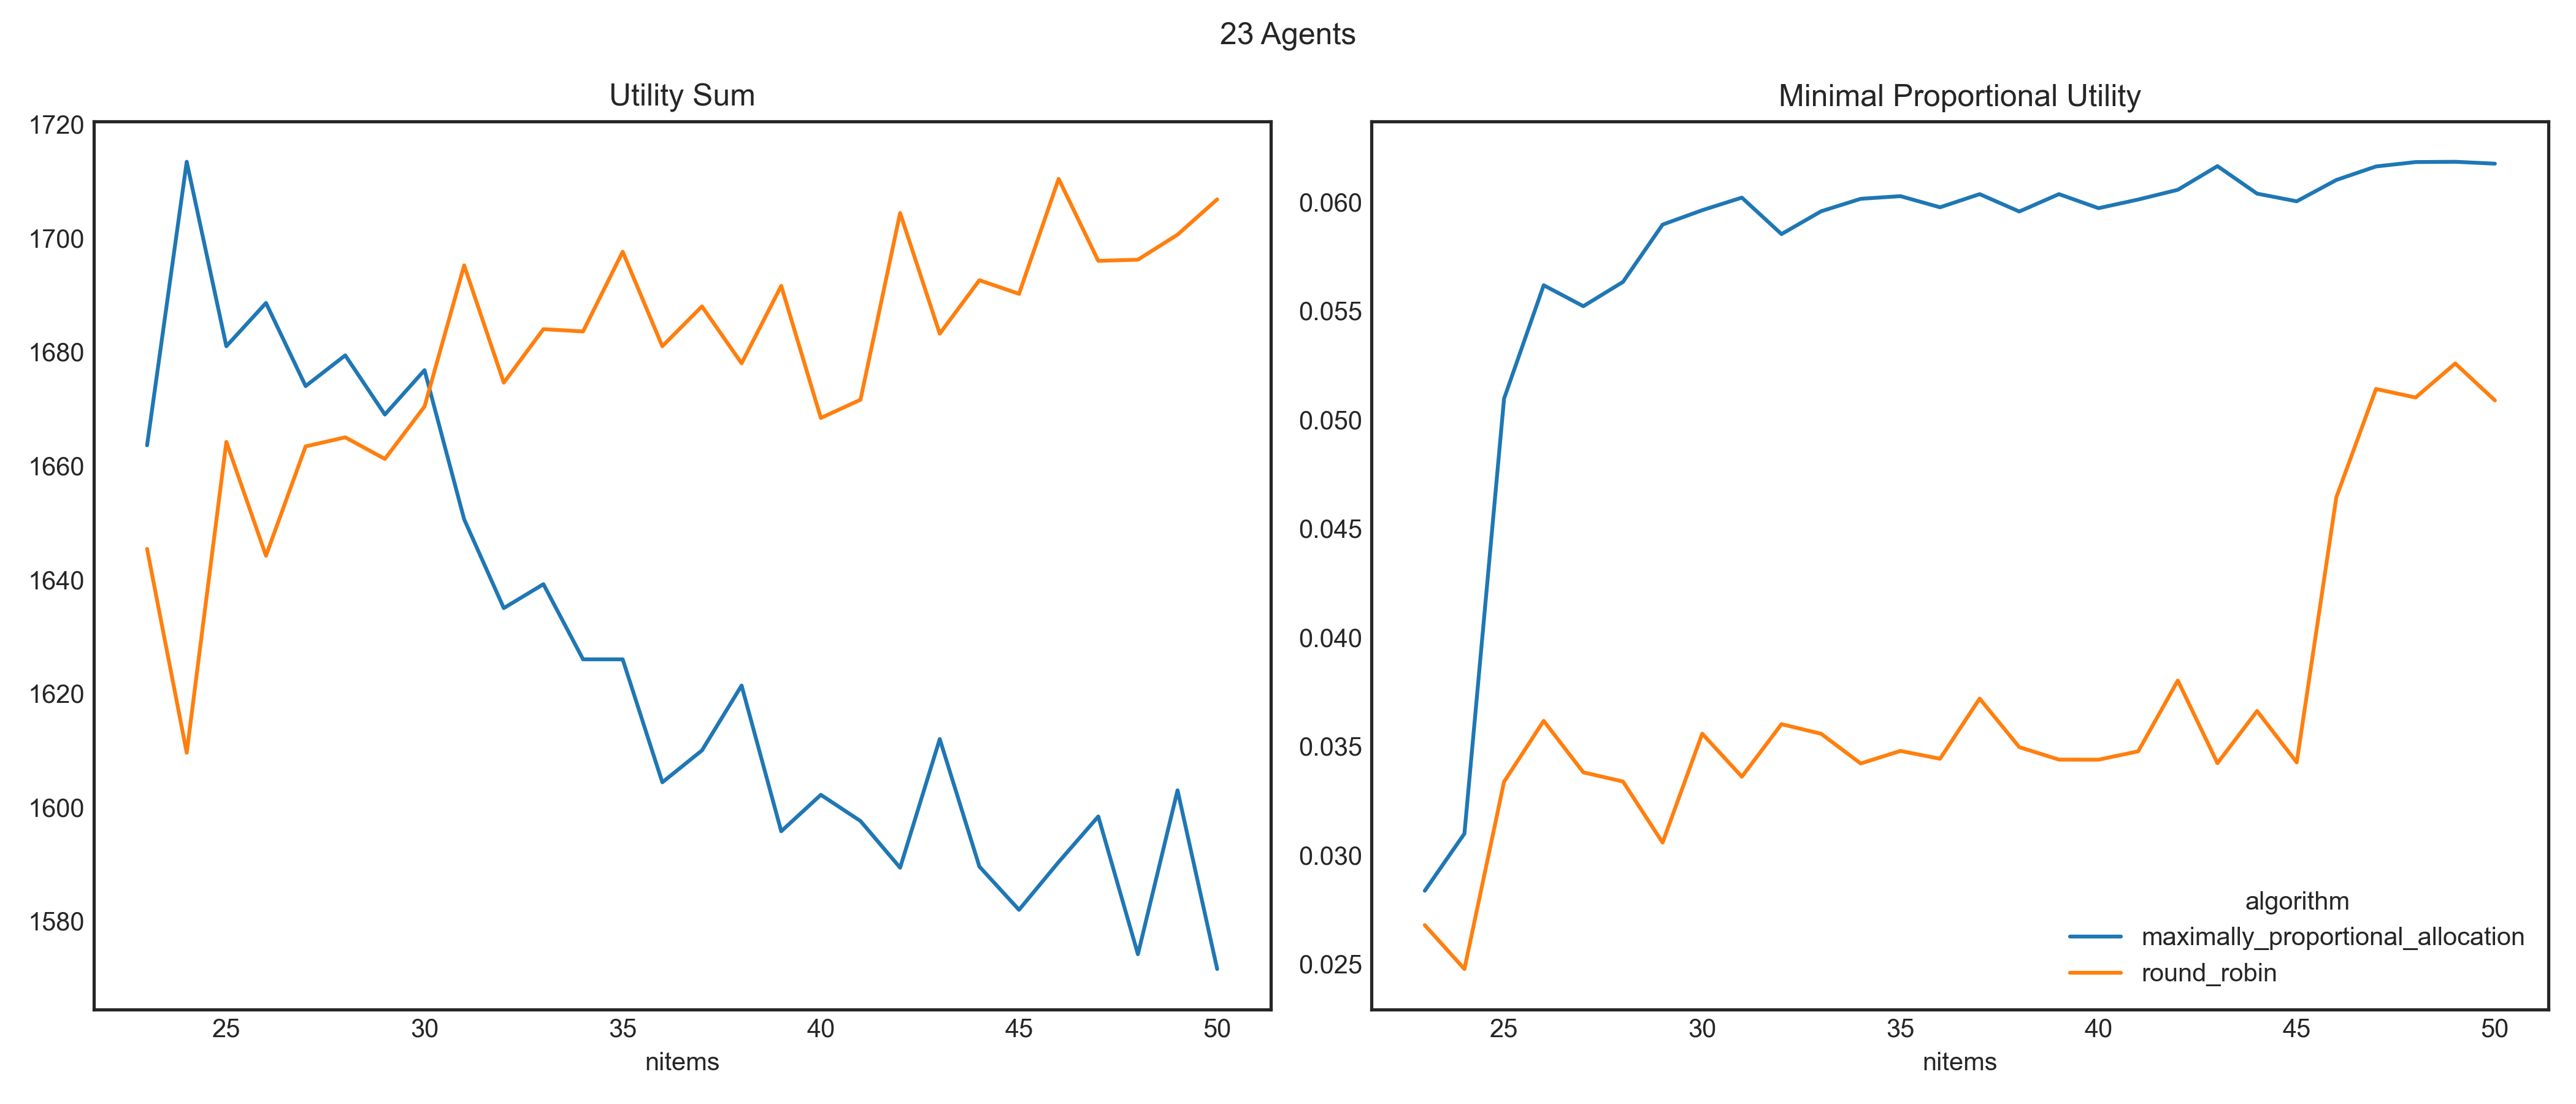 23 Agents
Utility Sum
1720
1700
1680
1660
1640
1620
1600
1580
25 30 35 40 45 50
nitems
Minimal Proportional Utility
0.060
0.055
0.050
0.045
0.040
0.035
0.030
0.025
algorithm
maximally_proportional_allocation
round_robin
25 30 35 40 45 50
nitems